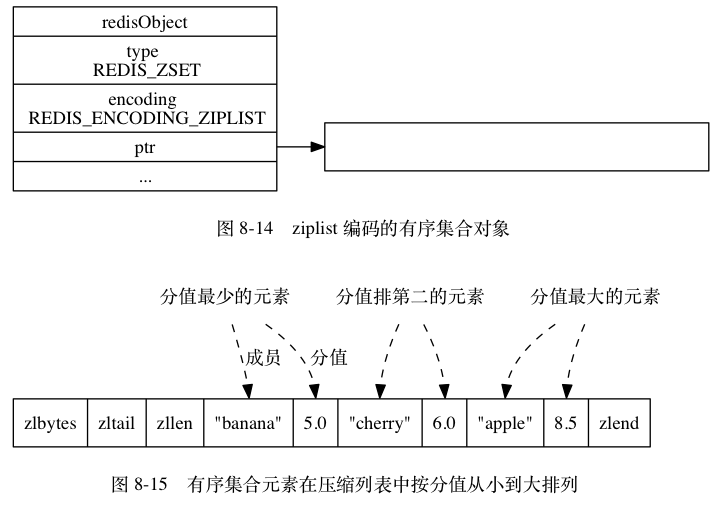 redisObject
type
REDIS_ZSET
encoding
REDIS_ENCODING_ZIPLIST
ptr
...
图 8-14 ziplist 编码的有序集合对象
分值最少的元素 分值排第二的元素 分值最大的元素
成员 分值
zlbytes zltail zllen "banana" 5.0 "cherry" 6.0 "apple" 8.5 zlend
图 8-15 有序集合元素在压缩列表中按分值从小到大排列